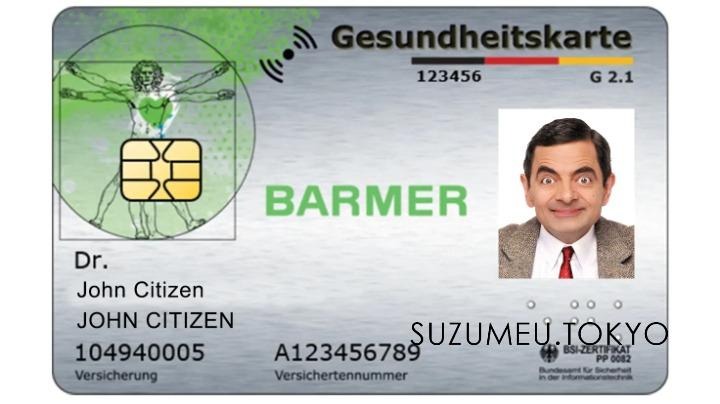 Gesundheitskarte
123456 G 2.1
BARMER
Dr.
John Citizen
JOHN CITIZEN
SUZUMEU.TOKYO
104940005 A123456789
BSI-ZERTIFIKAT
PP 0082
Versicherung Versichertennummer
Bundesamt für Sicherheit
in der Informationstechnik